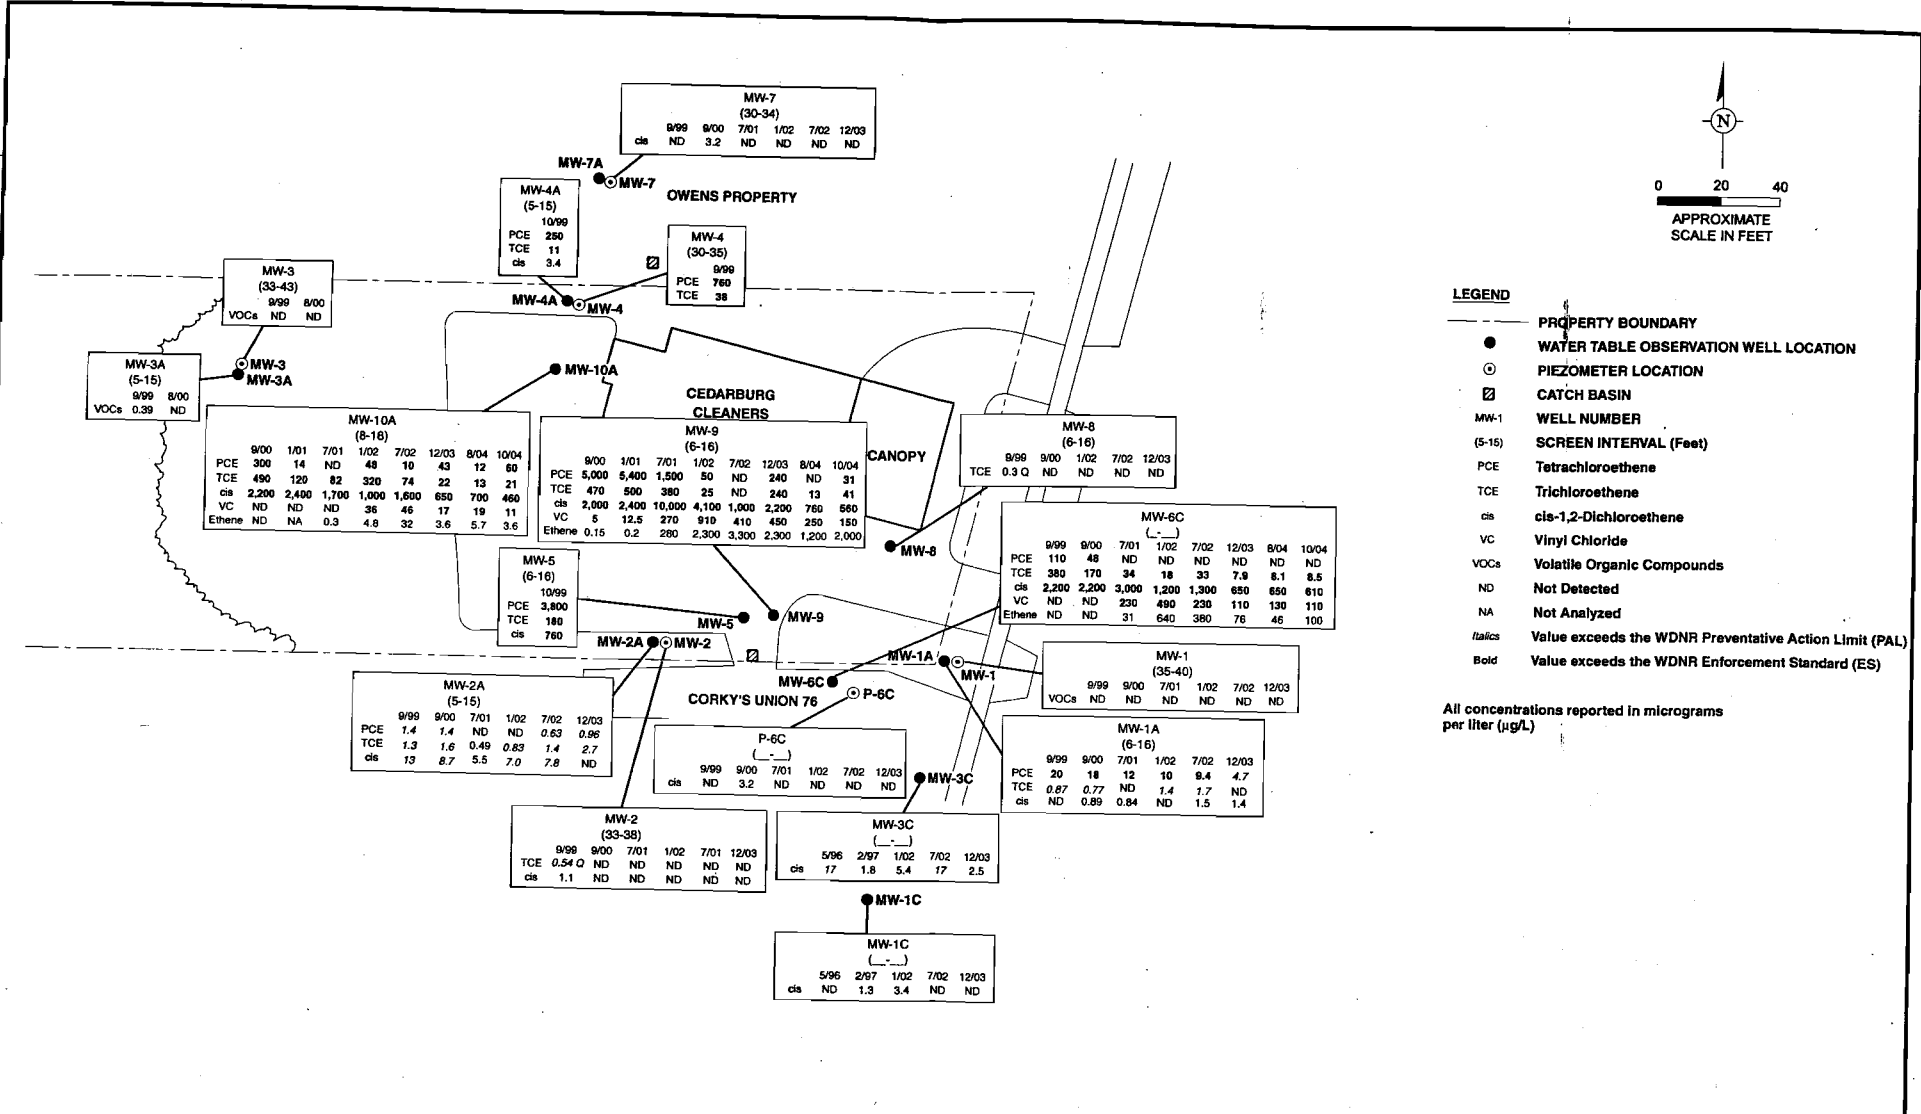 MW-7
(30-34)
9/99 9/00 7/01 1/02 7/02 12/03
cis ND 3.2 ND ND ND ND
MW-7A
MW-7
OWENS PROPERTY
MW-4A
(5-15)
10/99
PCE 250
TCE 11
cis 3.4
MW-4
(30-35)
9/99
PCE 760
TCE 38
MW-4A
MW-4
MW-3
(33-43)
9/99 8/00
VOCs ND ND
MW-3
MW-3A
MW-3A
(5-15)
9/99 8/00
VOCs 0.39 ND
MW-10A
CEDARBURG
CLEANERS
CANOPY
MW-10A
(8-18)
9/00 1/01 7/01 1/02 7/02 12/03 8/04 10/04
PCE 300 14 ND 48 10 43 12 60
TCE 490 120 82 320 74 22 13 21
cis 2,200 2,400 1,700 1,000 1,600 650 700 460
VC ND ND ND 36 46 17 19 11
Ethene ND NA 0.3 4.8 32 3.6 5.7 3.6
MW-9
(6-16)
9/00 1/01 7/01 1/02 7/02 12/03 8/04 10/04
PCE 5,000 5,400 1,500 50 ND 240 ND 31
TCE 470 500 380 25 ND 240 13 41
cis 2,000 2,400 10,000 4,100 1,000 2,200 760 560
VC 5 12.5 270 910 410 450 250 150
Ethene 0.15 0.2 280 2,300 3,300 2,300 1,200 2,000
MW-8
(6-16)
9/99 9/00 1/02 7/02 12/03
TCE 0.3 Q ND ND ND ND
MW-8
MW-6C
(_-_)
9/99 9/00 7/01 1/02 7/02 12/03 8/04 10/04
PCE 110 48 ND ND ND ND ND ND
TCE 380 170 34 18 33 7.9 8.1 8.5
cis 2,200 2,200 3,000 1,200 1,300 650 650 610
VC ND ND 230 490 230 110 130 110
Ethene ND ND 31 640 380 76 46 100
MW-5
(6-16)
10/99
PCE 3,800
TCE 180
cis 760
MW-5
MW-9
MW-2A
MW-2
MW-1A
MW-1
MW-6C
P-6C
CORKY'S UNION 76
MW-1
(35-40)
9/99 9/00 7/01 1/02 7/02 12/03
VOCs ND ND ND ND ND ND
MW-2A
(5-15)
9/99 9/00 7/01 1/02 7/02 12/03
PCE 1.4 1.4 ND ND 0.63 0.96
TCE 1.3 1.6 0.49 0.83 1.4 2.7
cis 13 8.7 5.5 7.0 7.8 ND
P-6C
(_-_)
9/99 9/00 7/01 1/02 7/02 12/03
cis ND 3.2 ND ND ND ND
MW-1A
(6-16)
9/99 9/00 7/01 1/02 7/02 12/03
PCE 20 18 12 10 9.4 4.7
TCE 0.87 0.77 ND 1.4 1.7 ND
cis ND 0.89 0.84 ND 1.5 1.4
MW-3C
MW-2
(33-38)
9/99 9/00 7/01 1/02 7/01 12/03
TCE 0.54 Q ND ND ND ND ND
cis 1.1 ND ND ND ND ND
MW-3C
(_-_)
5/96 2/97 1/02 7/02 12/03
cis 17 1.8 5.4 17 2.5
MW-1C
MW-1C
(_-_)
5/96 2/97 1/02 7/02 12/03
cis ND 1.3 3.4 ND ND
N
0 20 40
APPROXIMATE
SCALE IN FEET
LEGEND
PROPERTY BOUNDARY
WATER TABLE OBSERVATION WELL LOCATION
PIEZOMETER LOCATION
CATCH BASIN
MW-1 WELL NUMBER
(5-15) SCREEN INTERVAL (Feet)
PCE Tetrachloroethene
TCE Trichloroethene
cis cis-1,2-Dichloroethene
VC Vinyl Chloride
VOCs Volatile Organic Compounds
ND Not Detected
NA Not Analyzed
Italics Value exceeds the WDNR Preventative Action Limit (PAL)
Bold Value exceeds the WDNR Enforcement Standard (ES)
All concentrations reported in micrograms
per liter (µg/L)